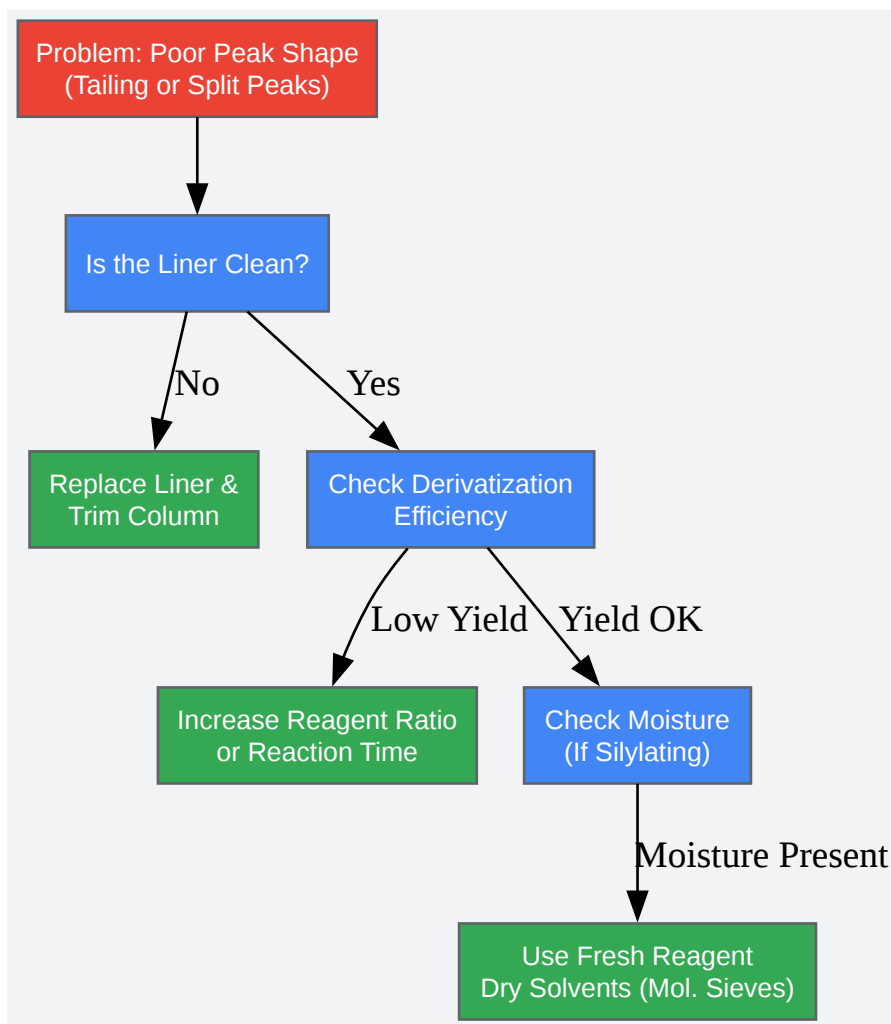 Problem: Poor Peak Shape
(Tailing or Split Peaks)
Is the Liner Clean?
No
Yes
Replace Liner &
Trim Column
Check Derivatization
Efficiency
Low Yield
Yield OK
Increase Reagent Ratio
or Reaction Time
Check Moisture
(If Silylating)
Moisture Present
Use Fresh Reagent
Dry Solvents (Mol. Sieves)